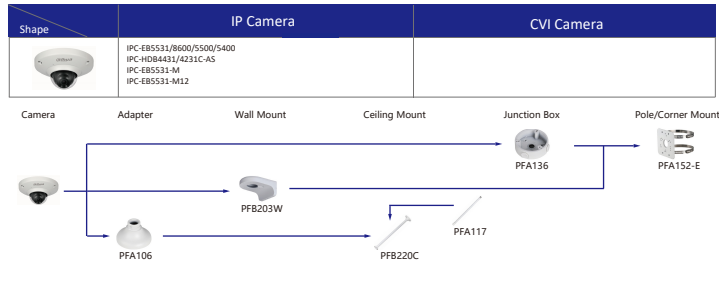 IP Camera
CVI Camera
Shape
IPC-EB5531/8600/5500/5400
IPC-HDB4431/4231C-AS
IPC-EB5531-M
IPC-EB5531-M12
Camera
Adapter
Wall Mount
Ceiling Mount
Junction Box
Pole/Corner Mount
PFA136
PFA152-E
PFB203W
PFA117
PFA106
PFB220C